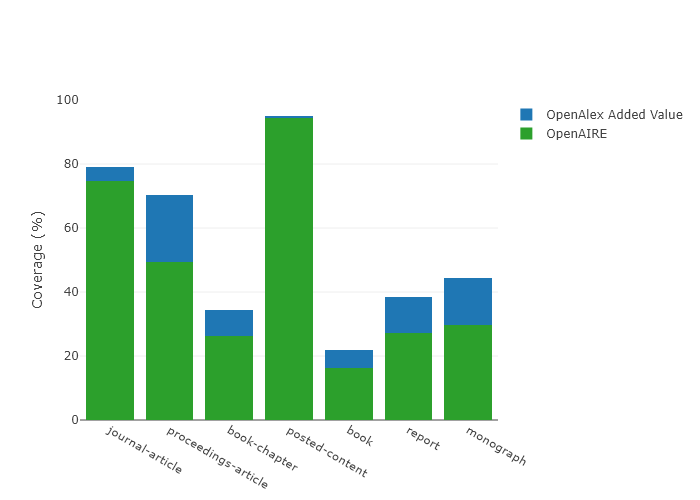 100
80
60
40
20
0
Coverage (%)
journal-article
proceedings-article
book-chapter
posted-content
book
report
monograph
OpenAlex Added Value
OpenAIRE